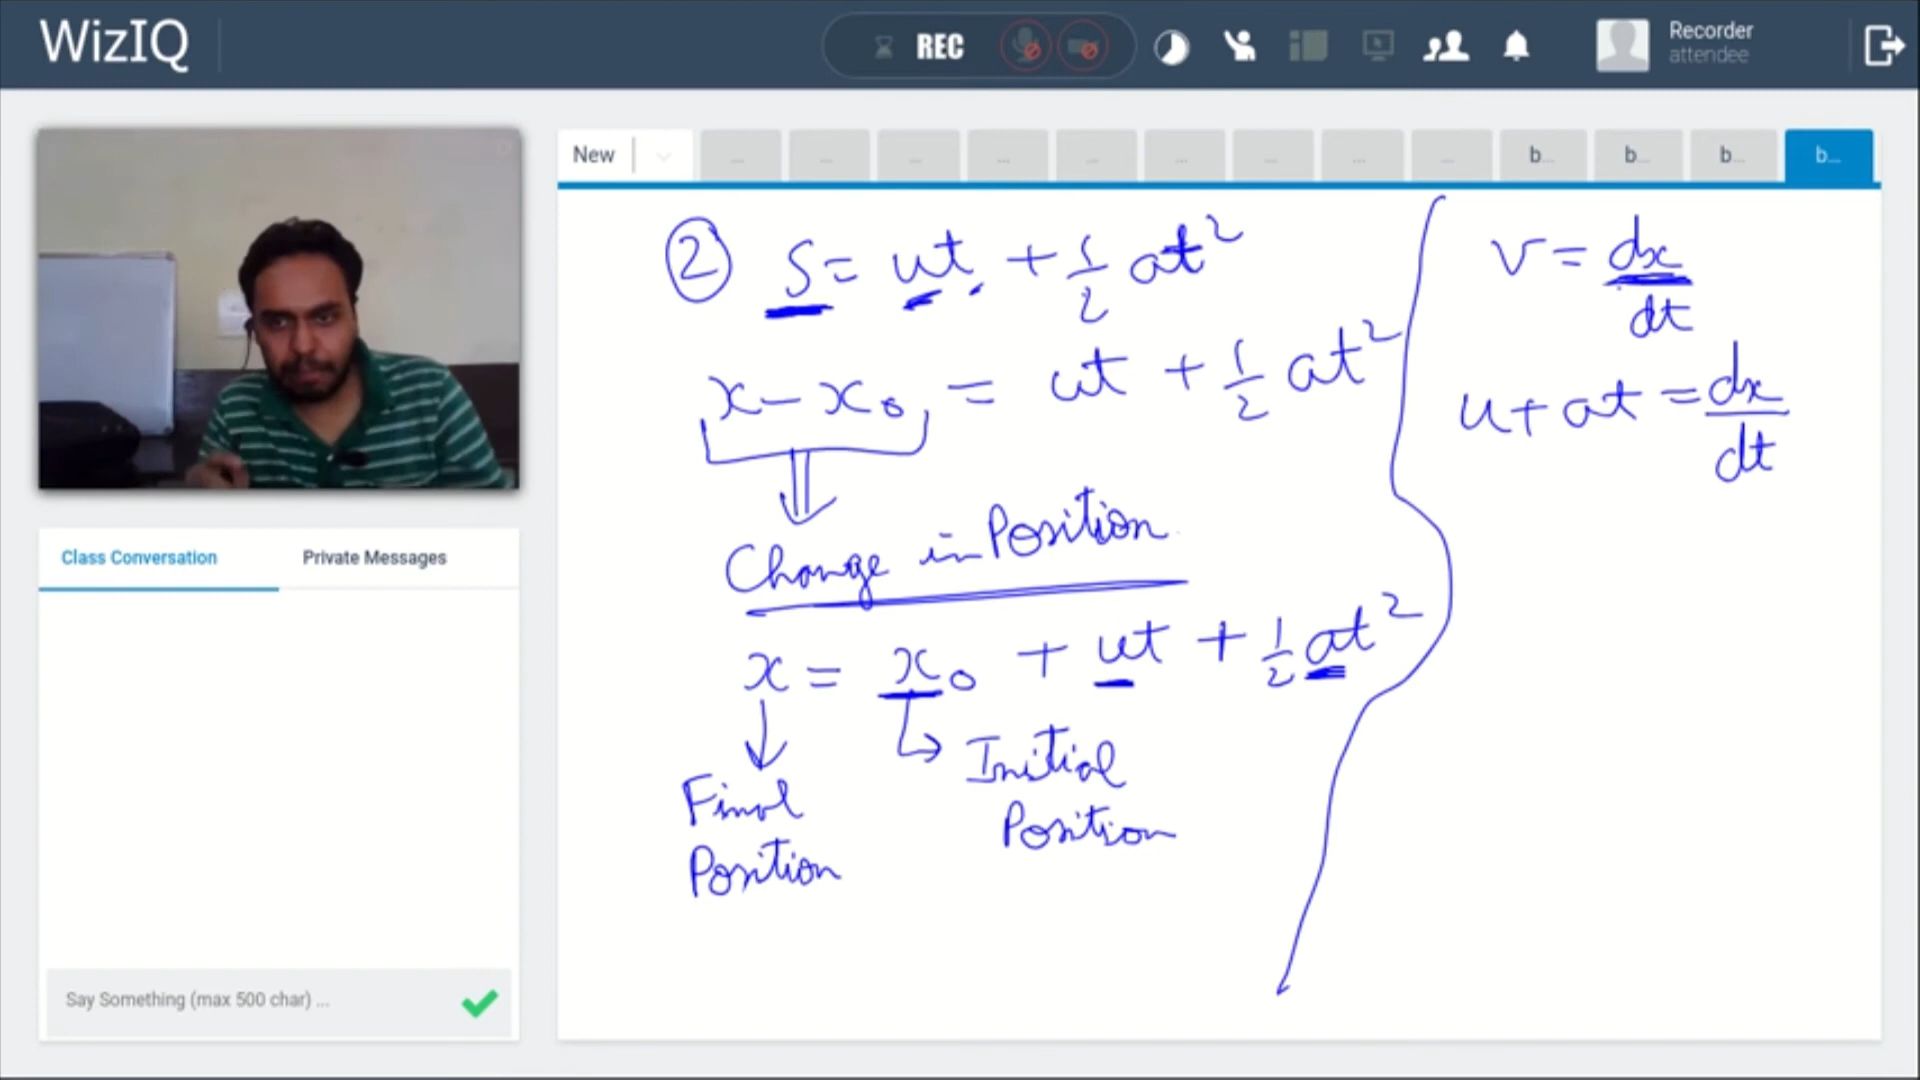 WizIQ
REC
Recorder
attendee
New
...
...
...
...
...
...
...
...
...
b...
b...
b...
b...
② S = ut + 1/2 at²
x - x₀ = ut + 1/2 at²
Change in Position
x = x₀ + ut + 1/2 at²
Final
Position
Initial
Position
v = dx/dt
u + at = dx/dt
Class Conversation
Private Messages
Say Something (max 500 char) ...